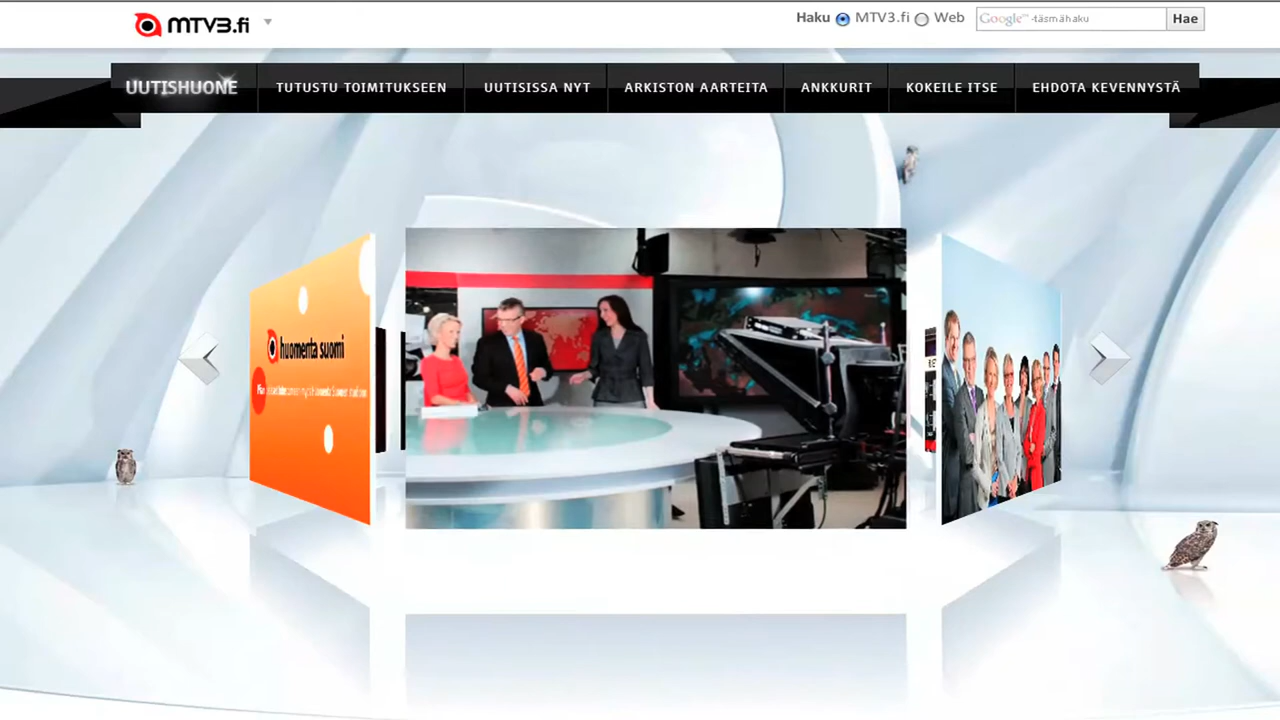 MTV3.fi
Haku MTV3.fi Web Google™ -täsmähaku Hae
UUTISHUONE TUTUSTU TOIMITUKSEEN UUTISISSA NYT ARKISTON AARTEITA ANKKURIT KOKEILE ITSE EHDOTA KEVENNYSTÄ
huomenta suomi